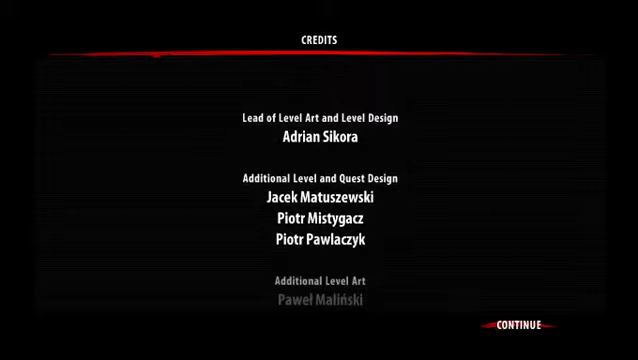 CREDITS
Lead of Level Art and Level Design
Adrian Sikora
Additional Level and Quest Design
Jacek Matuszewski
Piotr Mistygacz
Piotr Pawlaczyk
Additional Level Art
Paweł Maliński
CONTINUE